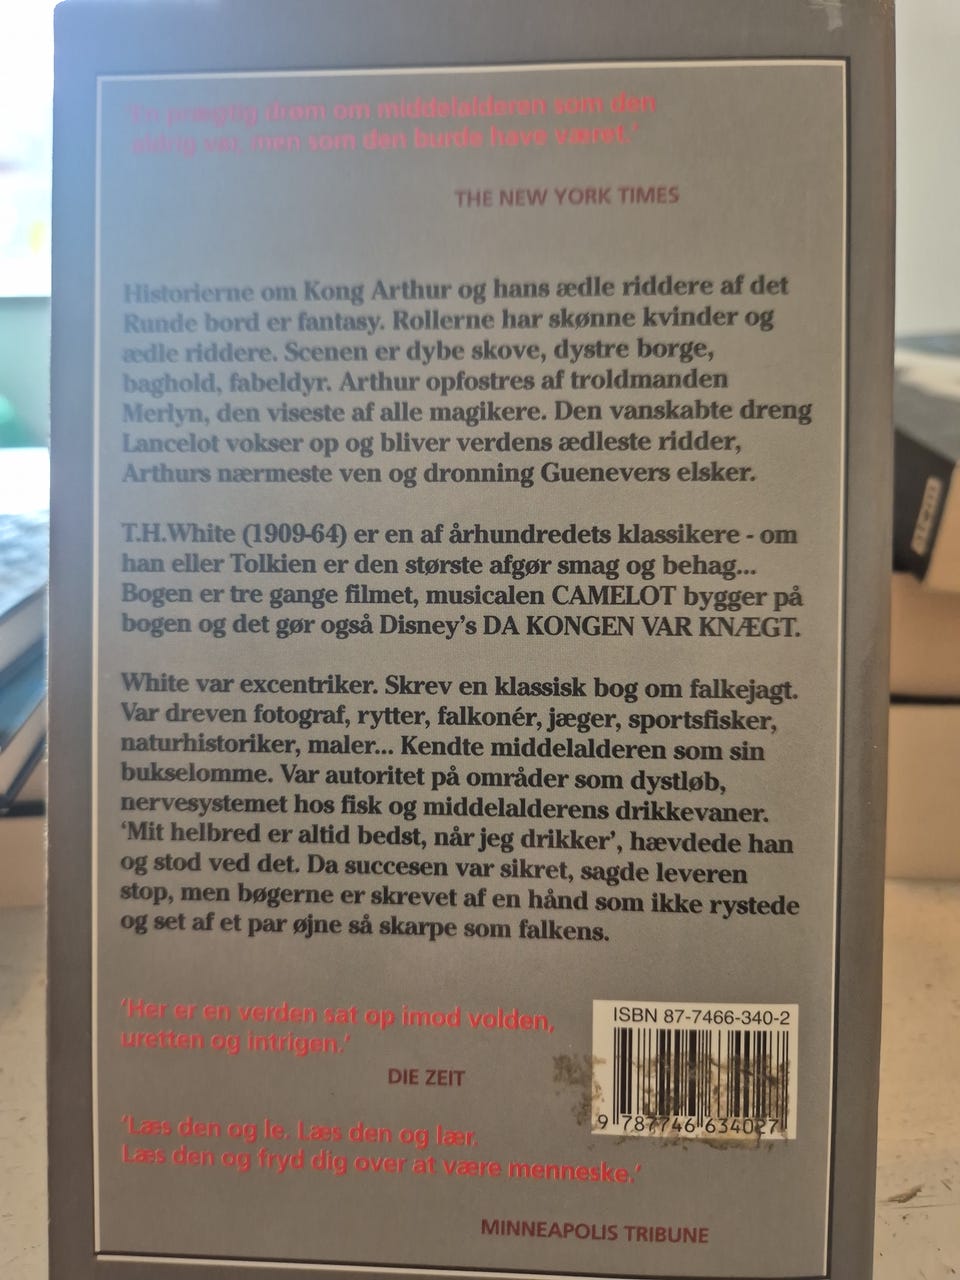 'En prægtig drøm om middelalderen som den
aldrig var, men som den burde have været.'
THE NEW YORK TIMES
Historierne om Kong Arthur og hans ædle riddere af det
Runde bord er fantasy. Rollerne har skønne kvinder og
ædle riddere. Scenen er dybe skove, dystre borge,
baghold, fabeldyr. Arthur opfostres af troldmanden
Merlyn, den viseste af alle magikere. Den vanskabte dreng
Lancelot vokser op og bliver verdens ædleste ridder,
Arthurs nærmeste ven og dronning Guenevers elsker.
T.H.White (1909-64) er en af århundredets klassikere - om
han eller Tolkien er den største afgør smag og behag...
Bogen er tre gange filmet, musicalen CAMELOT bygger på
bogen og det gør også Disney's DA KONGEN VAR KNÆGT.
White var excentriker. Skrev en klassisk bog om falkejagt.
Var dreven fotograf, rytter, falkonér, jæger, sportsfisker,
naturhistoriker, maler... Kendte middelalderen som sin
bukselomme. Var autoritet på områder som dystløb,
nervesystemet hos fisk og middelalderens drikkevaner.
'Mit helbred er altid bedst, når jeg drikker', hævdede han
og stod ved det. Da succesen var sikret, sagde leveren
stop, men bøgerne er skrevet af en hånd som ikke rystede
og set af et par øjne så skarpe som falkens.
'Her er en verden sat op imod volden,
uretten og intrigen.'
DIE ZEIT
ISBN 87-7466-340-2
9 787746 634027
'Læs den og le. Læs den og lær.
Læs den og fryd dig over at være menneske.'
MINNEAPOLIS TRIBUNE